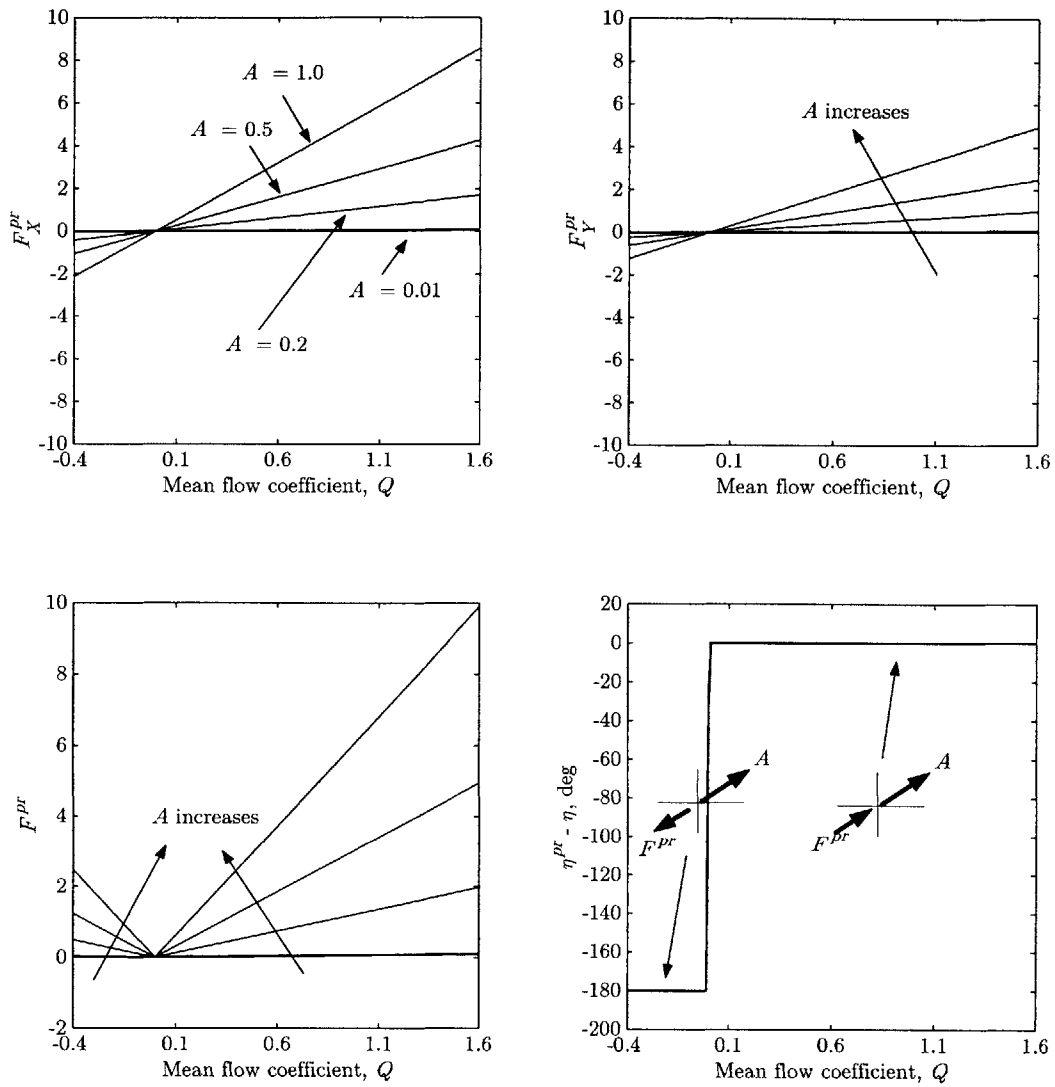 10
8
6
4
2
0
-2
-4
-6
-8
-10
F_X^{pr}
A = 1.0
A = 0.5
A = 0.01
A = 0.2
-0.4 0.1 0.6 1.1 1.6
Mean flow coefficient, Q
10
8
6
4
2
0
-2
-4
-6
-8
-10
F_Y^{pr}
A increases
-0.4 0.1 0.6 1.1 1.6
Mean flow coefficient, Q
10
8
6
4
2
0
-2
F^{pr}
A increases
-0.4 0.1 0.6 1.1 1.6
Mean flow coefficient, Q
20
0
-20
-40
-60
-80
-100
-120
-140
-160
-180
-200
η^{pr} - η, deg
A
F^{pr}
A
F^{pr}
-0.4 0.1 0.6 1.1 1.6
Mean flow coefficient, Q